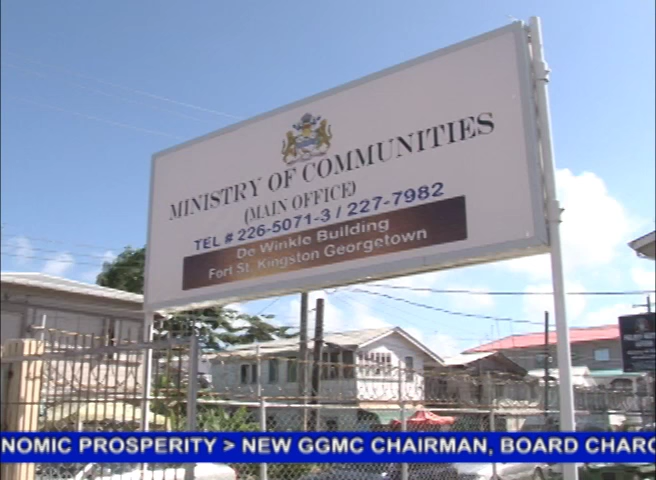 MINISTRY OF COMMUNITIES
(MAIN OFFICE)
TEL # 226-5071-3 / 227-7982
De Winkle Building
Fort St. Kingston Georgetown
NOMIC PROSPERITY > NEW GGMC CHAIRMAN, BOARD CHARG